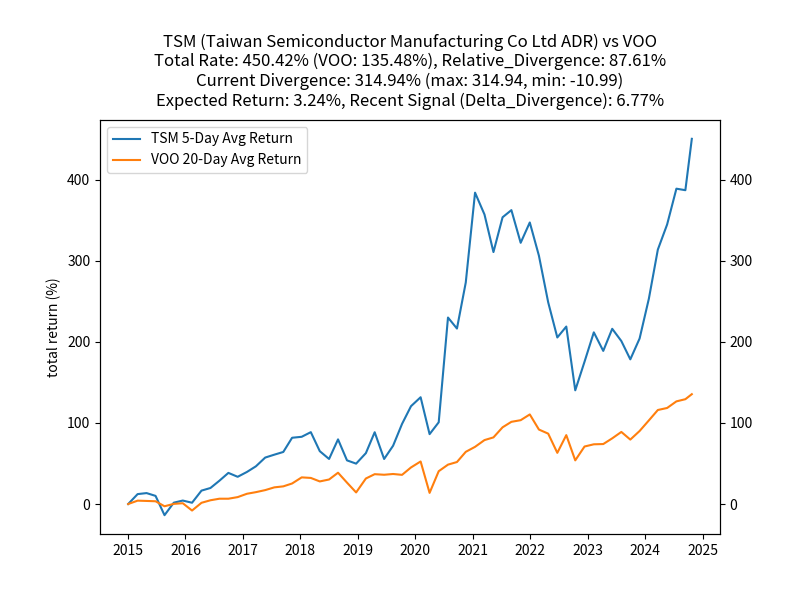 TSM (Taiwan Semiconductor Manufacturing Co Ltd ADR) vs VOO
Total Rate: 450.42% (VOO: 135.48%), Relative_Divergence: 87.61%
Current Divergence: 314.94% (max: 314.94, min: -10.99)
Expected Return: 3.24%, Recent Signal (Delta_Divergence): 6.77%
TSM 5-Day Avg Return
VOO 20-Day Avg Return
total return (%)
400
300
200
100
0
400
300
200
100
0
2015 2016 2017 2018 2019 2020 2021 2022 2023 2024 2025